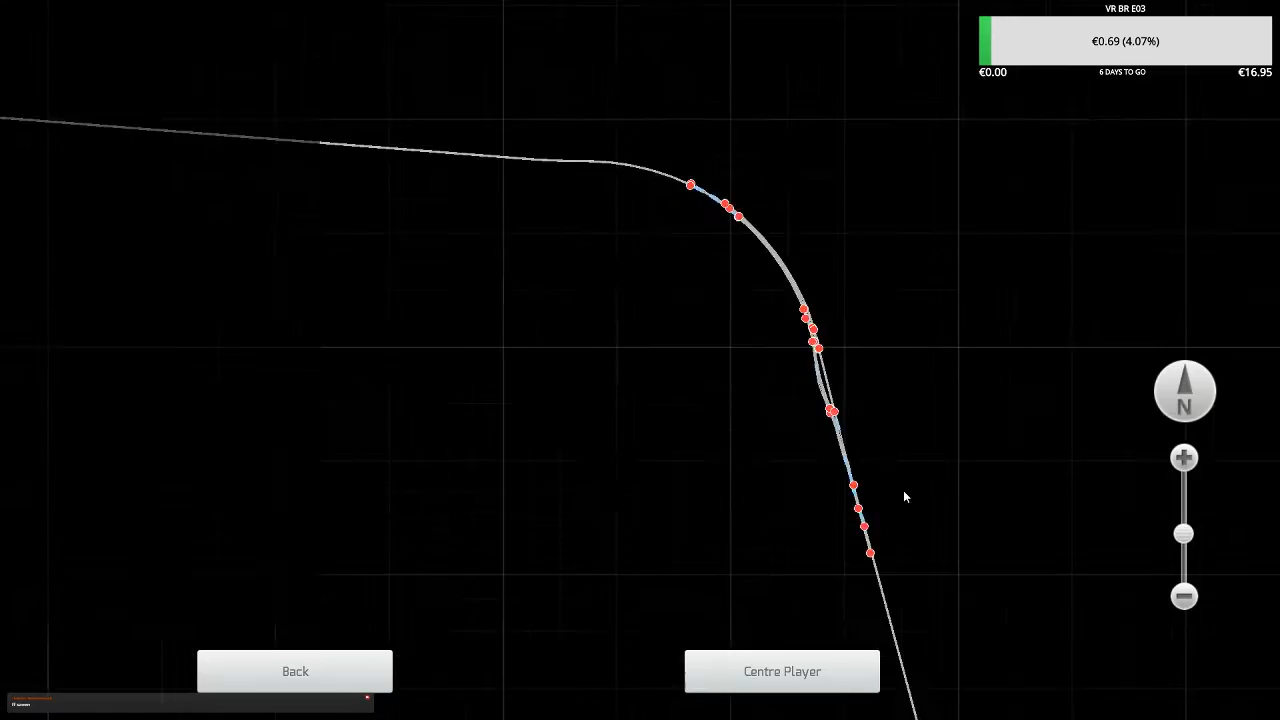 VR BR E03
€0.69 (4.07%)
€0.00
6 DAYS TO GO
€16.95
N
Back
Centre Player